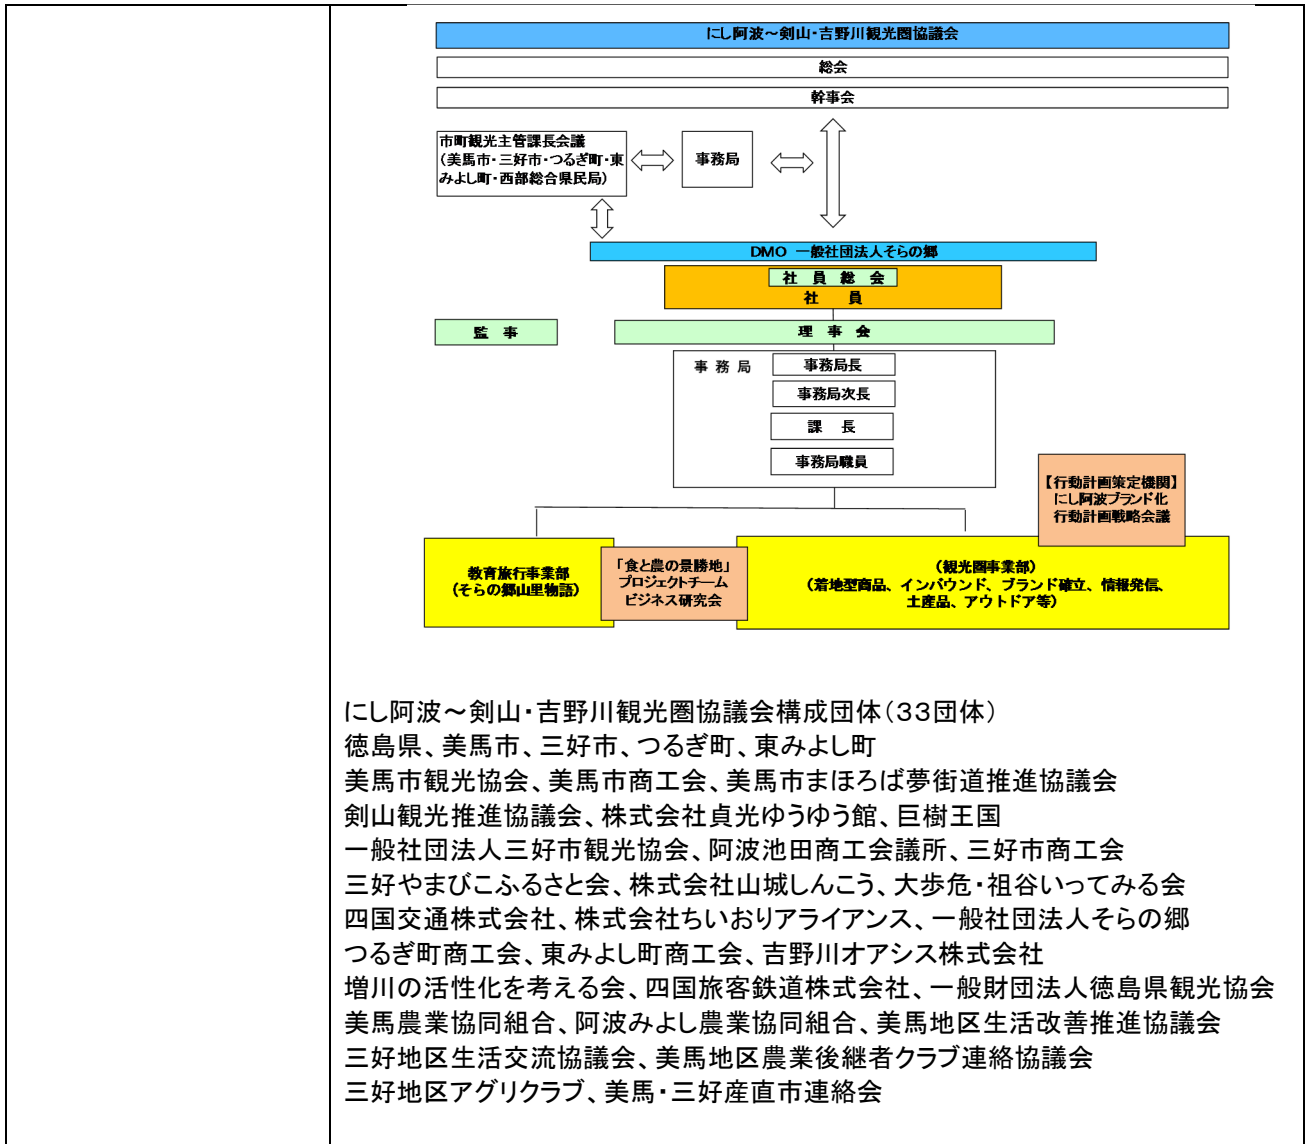 にし阿波～剣山・吉野川観光圏協議会
総会
幹事会
市町観光主管課長会議
（美馬市・三好市・つるぎ町・東
みよし町・西部総合県民局）
事務局
DMO 一般社団法人そらの郷
社 員 総 会
社 員
監 事
理 事 会
事 務 局
事務局長
事務局次長
課 長
事務局職員
【行動計画策定機関】
にし阿波ブランド化
行動計画戦略会議
教育旅行事業部
（そらの郷山里物語）
「食と農の景勝地」
プロジェクトチーム
ビジネス研究会
（観光圏事業部）
（着地型商品、インバウンド、ブランド確立、情報発信、
土産品、アウトドア等）
にし阿波～剣山・吉野川観光圏協議会構成団体（３３団体）
徳島県、美馬市、三好市、つるぎ町、東みよし町
美馬市観光協会、美馬市商工会、美馬市まほろば夢街道推進協議会
剣山観光推進協議会、株式会社貞光ゆうゆう館、巨樹王国
一般社団法人三好市観光協会、阿波池田商工会議所、三好市商工会
三好やまびこふるさと会、株式会社山城しんこう、大歩危・祖谷いってみる会
四国交通株式会社、株式会社ちいおりアライアンス、一般社団法人そらの郷
つるぎ町商工会、東みよし町商工会、吉野川オアシス株式会社
増川の活性化を考える会、四国旅客鉄道株式会社、一般財団法人徳島県観光協会
美馬農業協同組合、阿波みよし農業協同組合、美馬地区生活改善推進協議会
三好地区生活交流協議会、美馬地区農業後継者クラブ連絡協議会
三好地区アグリクラブ、美馬・三好産直市連絡会